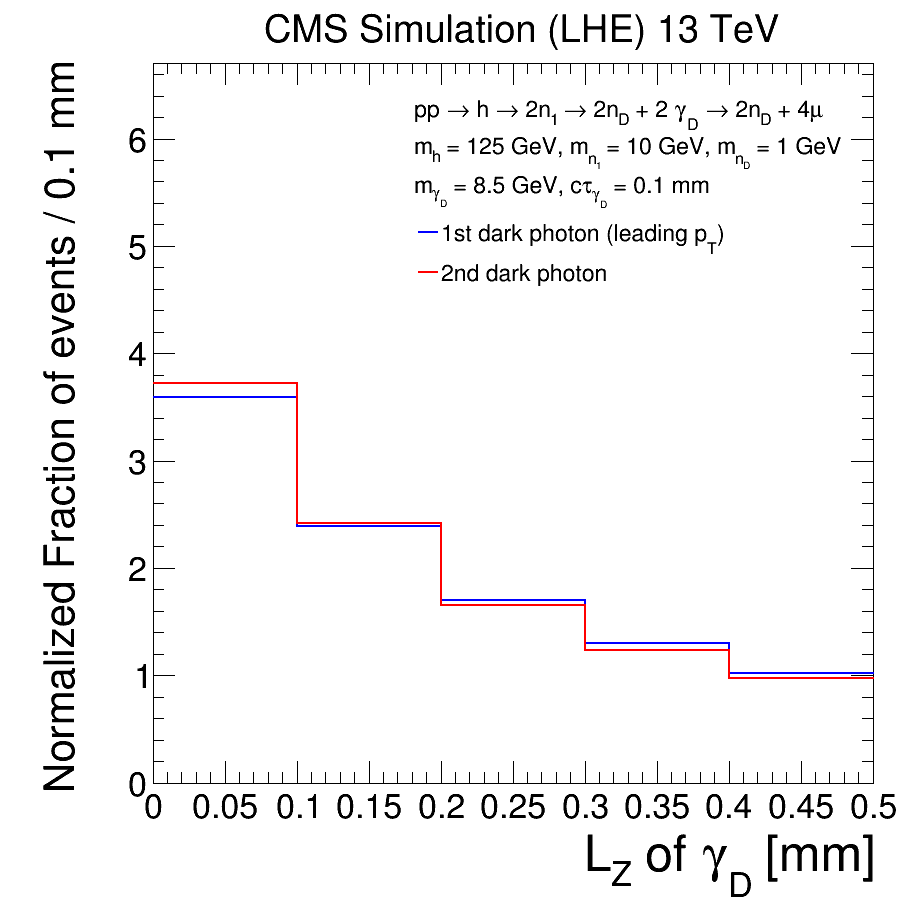 CMS Simulation (LHE) 13 TeV
Normalized Fraction of events / 0.1 mm
pp → h → 2n₁ → 2n_D + 2 γ_D → 2n_D + 4μ
m_h = 125 GeV, m_n₁ = 10 GeV, m_n_D = 1 GeV
m_γ_D = 8.5 GeV, cτ_γ_D = 0.1 mm
1st dark photon (leading p_T)
2nd dark photon
6
5
4
3
2
1
0
0 0.05 0.1 0.15 0.2 0.25 0.3 0.35 0.4 0.45 0.5
L_Z of γ_D [mm]